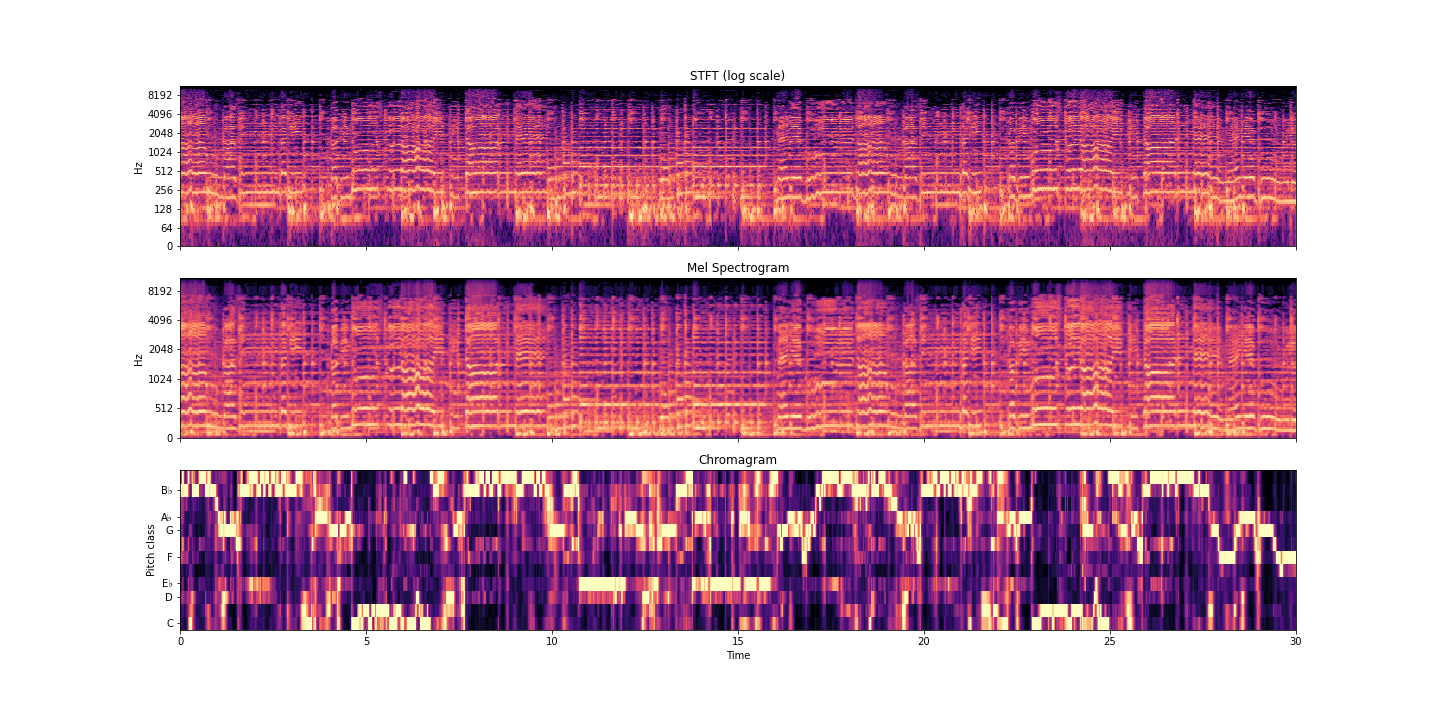 STFT (log scale)
8192
4096
2048
1024
512
256
128
64
0
Hz
Mel Spectrogram
8192
4096
2048
1024
512
0
Hz
Chromagram
B♭
A♭
G
F
E♭
D
C
Pitch class
0 5 10 15 20 25 30
Time